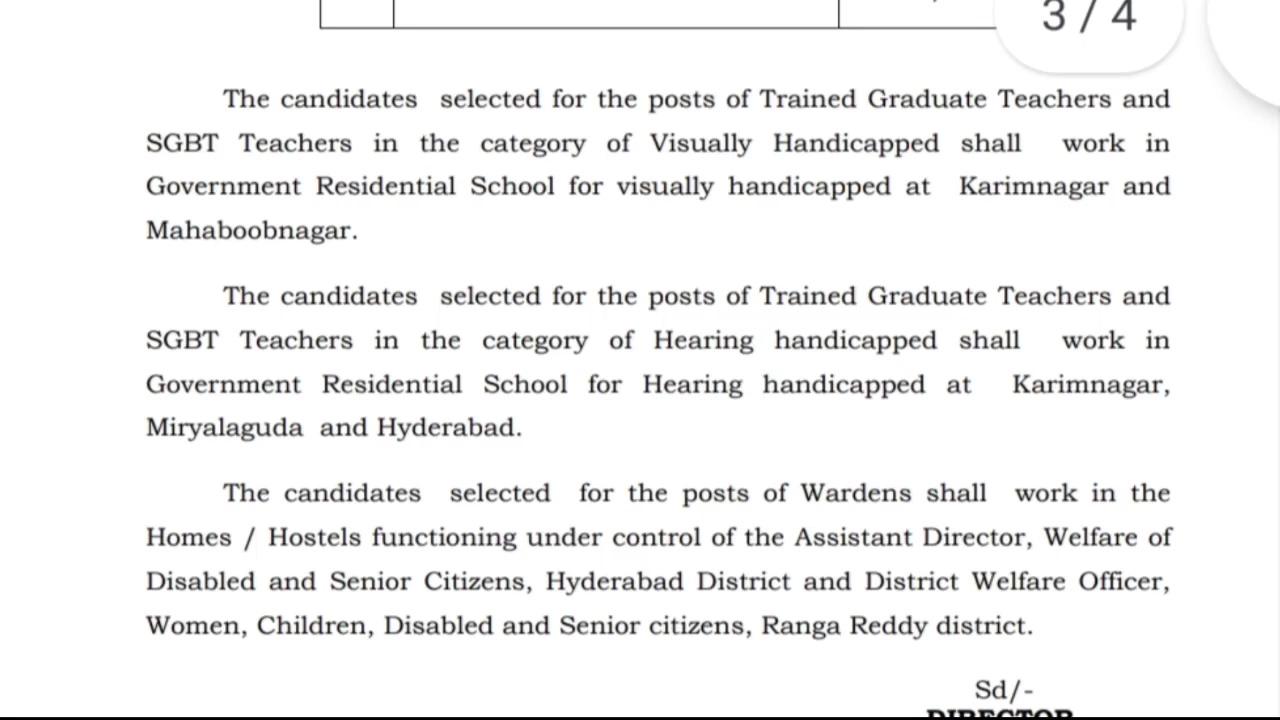 3 / 4
The candidates selected for the posts of Trained Graduate Teachers and
SGBT Teachers in the category of Visually Handicapped shall work in
Government Residential School for visually handicapped at Karimnagar and
Mahaboobnagar.
The candidates selected for the posts of Trained Graduate Teachers and
SGBT Teachers in the category of Hearing handicapped shall work in
Government Residential School for Hearing handicapped at Karimnagar,
Miryalaguda and Hyderabad.
The candidates selected for the posts of Wardens shall work in the
Homes / Hostels functioning under control of the Assistant Director, Welfare of
Disabled and Senior Citizens, Hyderabad District and District Welfare Officer,
Women, Children, Disabled and Senior citizens, Ranga Reddy district.
Sd/-
DIRECTOR